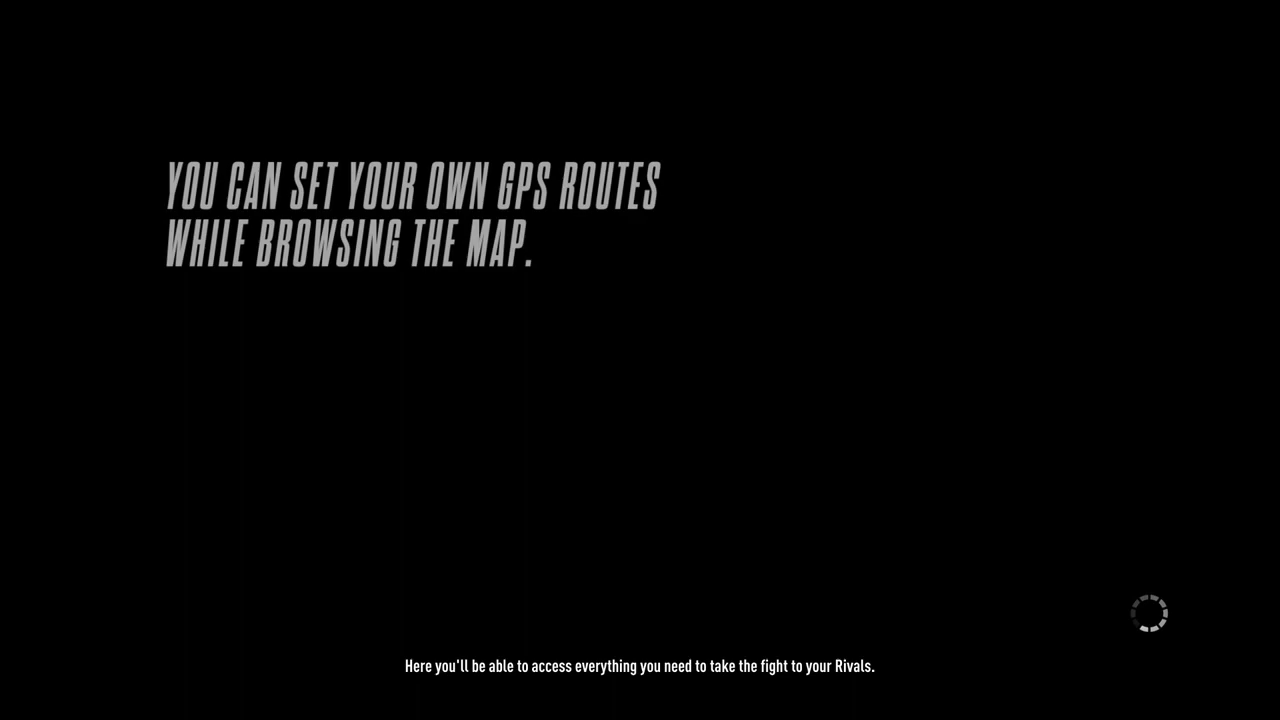 YOU CAN SET YOUR OWN GPS ROUTES
WHILE BROWSING THE MAP.
Here you'll be able to access everything you need to take the fight to your Rivals.